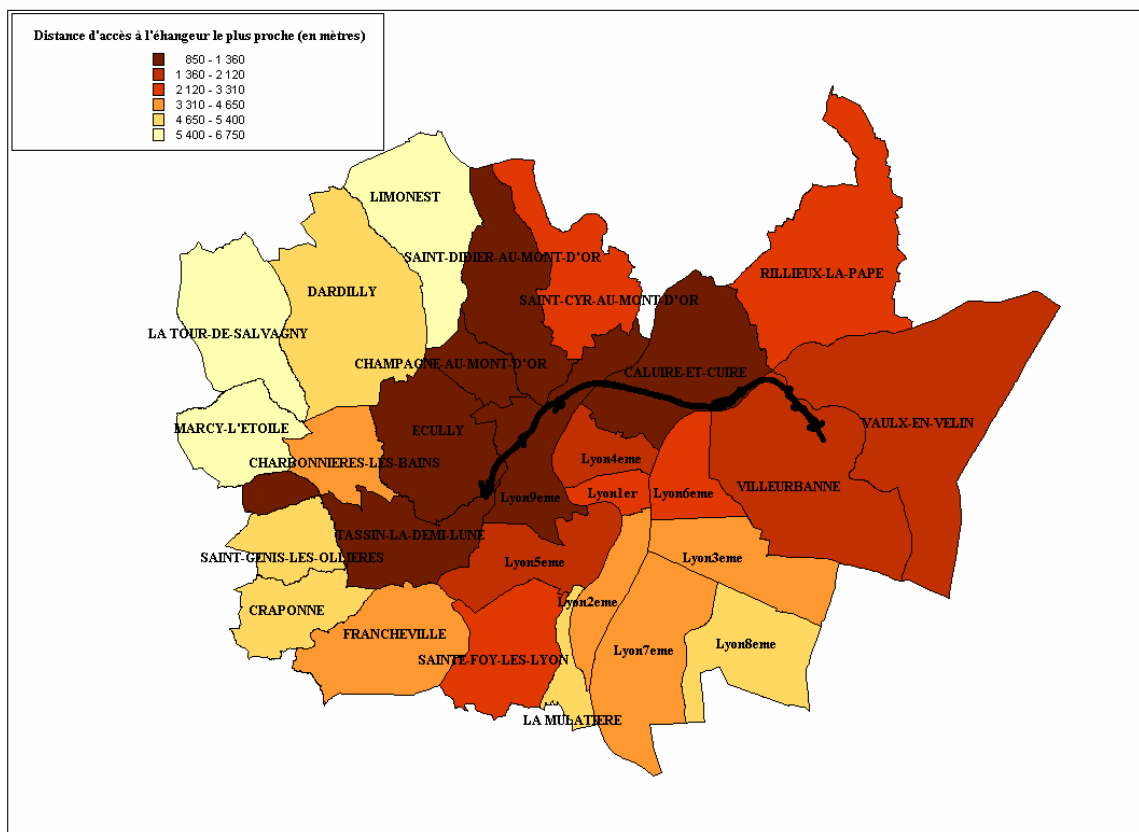 Distance d'accès à l'éhangeur le plus proche (en mètres)
850 - 1 360
1 360 - 2 120
2 120 - 3 310
3 310 - 4 650
4 650 - 5 400
5 400 - 6 750
LIMONEST
SAINT-DIDIER-AU-MONT-D'OR
RILLIEUX-LA-PAPE
DARDILLY
SAINT-CYR-AU-MONT-D'OR
LA TOUR-DE-SALVAGNY
CHAMPAGNE-AU-MONT-D'OR
CALUIRE-ET-CUIRE
MARCY-L'ETOILE
ECULLY
VAULX-EN-VELIN
CHARBONNIERES-LES-BAINS
Lyon4eme
VILLEURBANNE
Lyon9eme
Lyon1er
Lyon6eme
TASSIN-LA-DEMI-LUNE
SAINT-GENIS-LES-OLLIERES
Lyon5eme
Lyon3eme
CRAPONNE
Lyon2eme
FRANCHEVILLE
Lyon7eme
Lyon8eme
SAINTE-FOY-LES-LYON
LA MULATIERE